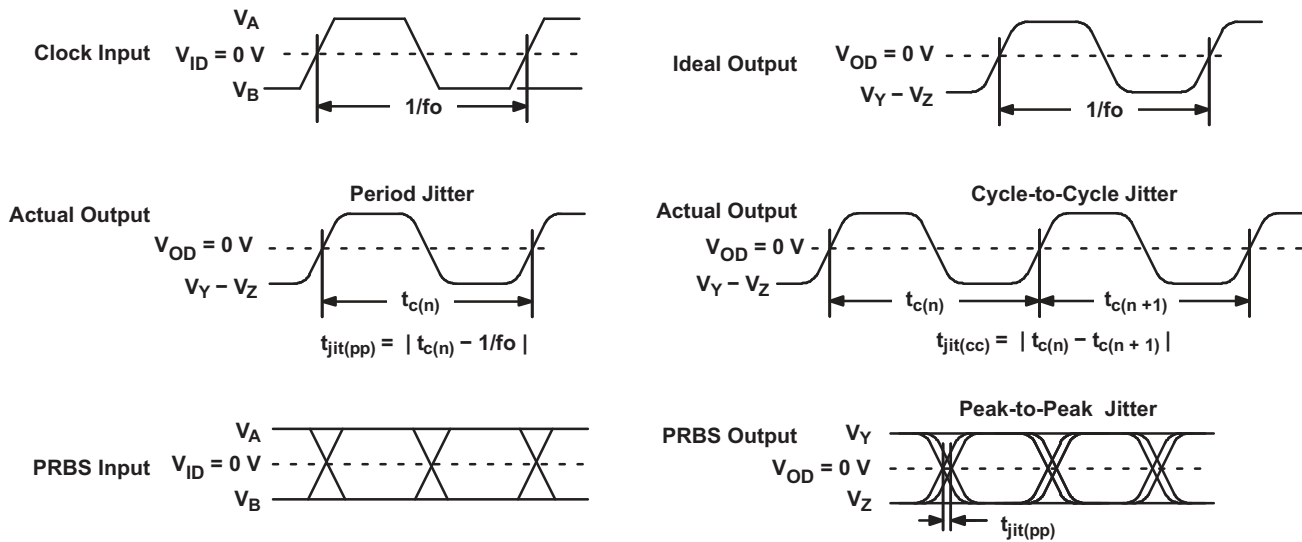 Clock Input
V_A
V_ID = 0 V
V_B
1/fo
Ideal Output
V_OD = 0 V
V_Y − V_Z
1/fo
Period Jitter
Actual Output
V_OD = 0 V
V_Y − V_Z
t_c(n)
t_jit(pp) = | t_c(n) − 1/fo |
Cycle-to-Cycle Jitter
Actual Output
V_OD = 0 V
V_Y − V_Z
t_c(n)
t_c(n +1)
t_jit(cc) = | t_c(n) − t_c(n + 1) |
PRBS Input
V_A
V_ID = 0 V
V_B
Peak-to-Peak Jitter
PRBS Output
V_Y
V_OD = 0 V
V_Z
t_jit(pp)